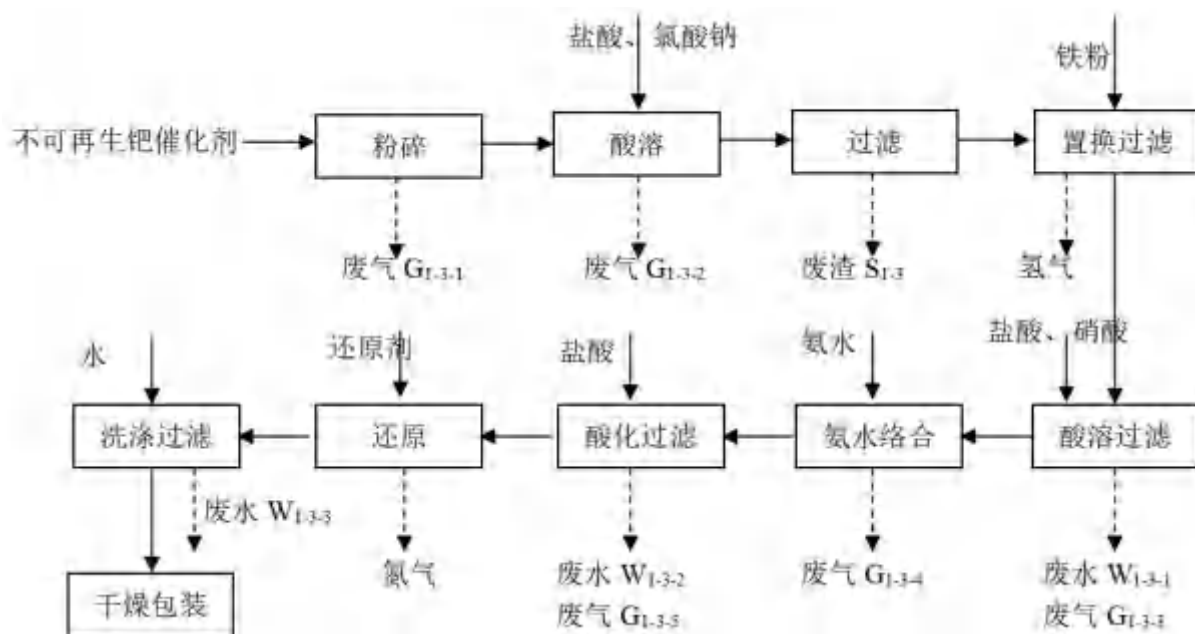 盐酸、氯酸钠
铁粉
不可再生钯催化剂
粉碎
酸溶
过滤
置换过滤
废气 G₁₋₃₋₁
废气 G₁₋₃₋₂
废渣 S₁₋₃
氢气
水
还原剂
盐酸
氨水
盐酸、硝酸
洗涤过滤
还原
酸化过滤
氨水络合
酸溶过滤
废水 W₁₋₃₋₃
氮气
废水 W₁₋₃₋₂
废气 G₁₋₃₋₄
废水 W₁₋₃₋₁
干燥包装
废气 G₁₋₃₋₅
废气 G₁₋₃₋₃